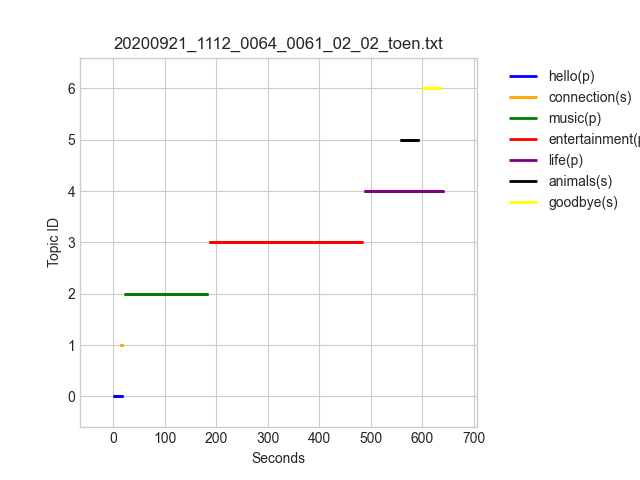 20200921_1112_0064_0061_02_02_toen.txt
hello(p)
connection(s)
music(p)
entertainment(p
life(p)
animals(s)
goodbye(s)
Topic ID
6
5
4
3
2
1
0
0 100 200 300 400 500 600 700
Seconds